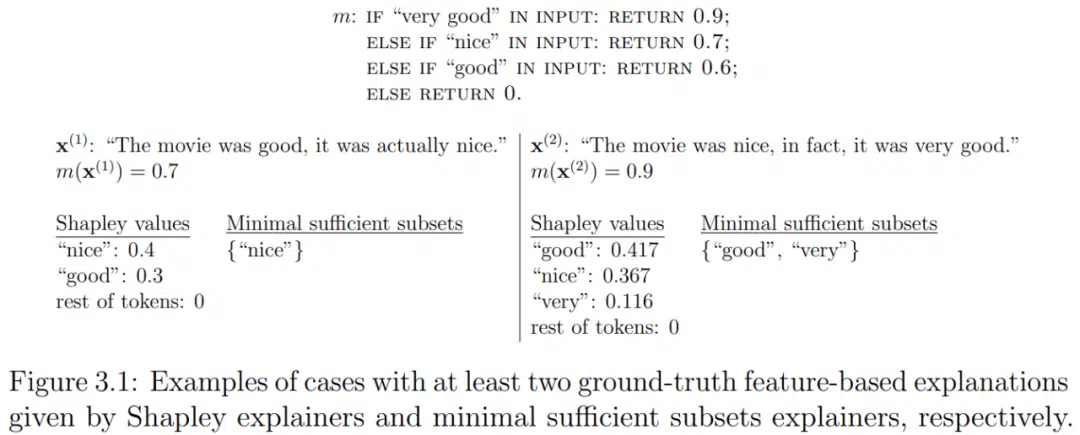 m: IF “very good” IN INPUT: RETURN 0.9;
ELSE IF “nice” IN INPUT: RETURN 0.7;
ELSE IF “good” IN INPUT: RETURN 0.6;
ELSE RETURN 0.
x⁽¹⁾: “The movie was good, it was actually nice.”
m(x⁽¹⁾) = 0.7
Shapley values Minimal sufficient subsets
“nice”: 0.4 {“nice”}
“good”: 0.3
rest of tokens: 0
x⁽²⁾: “The movie was nice, in fact, it was very good.”
m(x⁽²⁾) = 0.9
Shapley values Minimal sufficient subsets
“good”: 0.417 {“good”, “very”}
“nice”: 0.367
“very”: 0.116
rest of tokens: 0
Figure 3.1: Examples of cases with at least two ground-truth feature-based explanations
given by Shapley explainers and minimal sufficient subsets explainers, respectively.